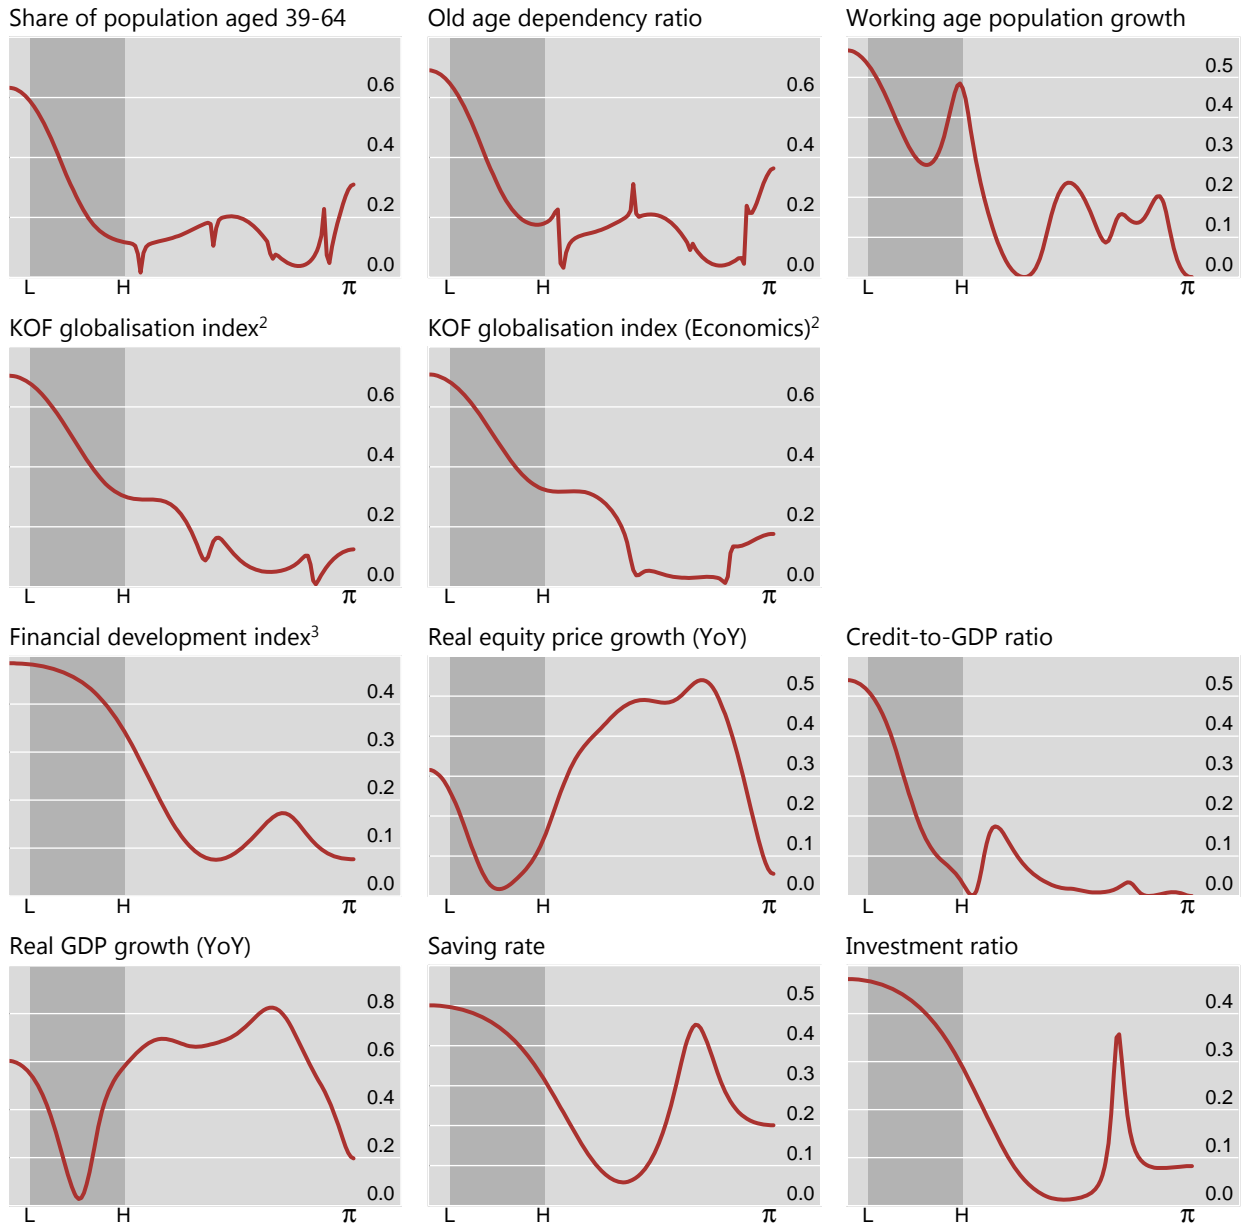 Share of population aged 39-64
Old age dependency ratio
Working age population growth
0.6
0.4
0.2
0.0
L H π
0.6
0.4
0.2
0.0
L H π
0.5
0.4
0.3
0.2
0.1
0.0
L H π
KOF globalisation index²
KOF globalisation index (Economics)²
0.6
0.4
0.2
0.0
L H π
0.6
0.4
0.2
0.0
L H π
Financial development index³
Real equity price growth (YoY)
Credit-to-GDP ratio
0.4
0.3
0.2
0.1
0.0
L H π
0.5
0.4
0.3
0.2
0.1
0.0
L H π
0.5
0.4
0.3
0.2
0.1
0.0
L H π
Real GDP growth (YoY)
Saving rate
Investment ratio
0.8
0.6
0.4
0.2
0.0
L H π
0.5
0.4
0.3
0.2
0.1
0.0
L H π
0.4
0.3
0.2
0.1
0.0
L H π